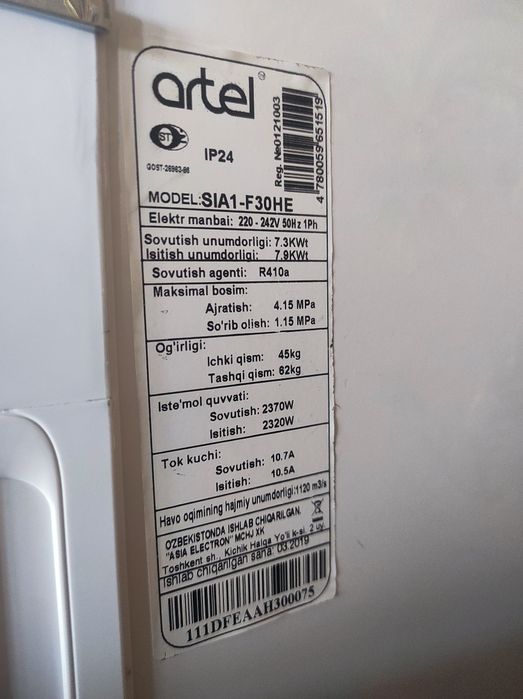 artel
IP24
GOST-26963-86
Reg. №0121003
4 780059 651519
MODEL:SIA1-F30HE
Elektr manbai: 220 - 242V 50Hz 1Ph
Sovutish unumdorligi: 7.3KWt
Isitish unumdorligi: 7.9KWt
Sovutish agenti: R410a
Maksimal bosim:
Ajratish: 4.15 MPa
So'rib olish: 1.15 MPa
Og'irligi:
Ichki qism: 45kg
Tashqi qism: 62kg
Iste'mol quvvati:
Sovutish: 2370W
Isitish: 2320W
Tok kuchi:
Sovutish: 10.7A
Isitish: 10.5A
Havo oqimining hajmiy unumdorligi:1120 m3/s
O'ZBEKISTONDA ISHLAB CHIQARILGAN.
"ASIA ELECTRON" MCHJ XK
Toshkent sh., Kichik Halqa Yo'li k-si, 2 uy.
Ishlab chiqarilgan sana: 03.2019
111DFEAAH300075